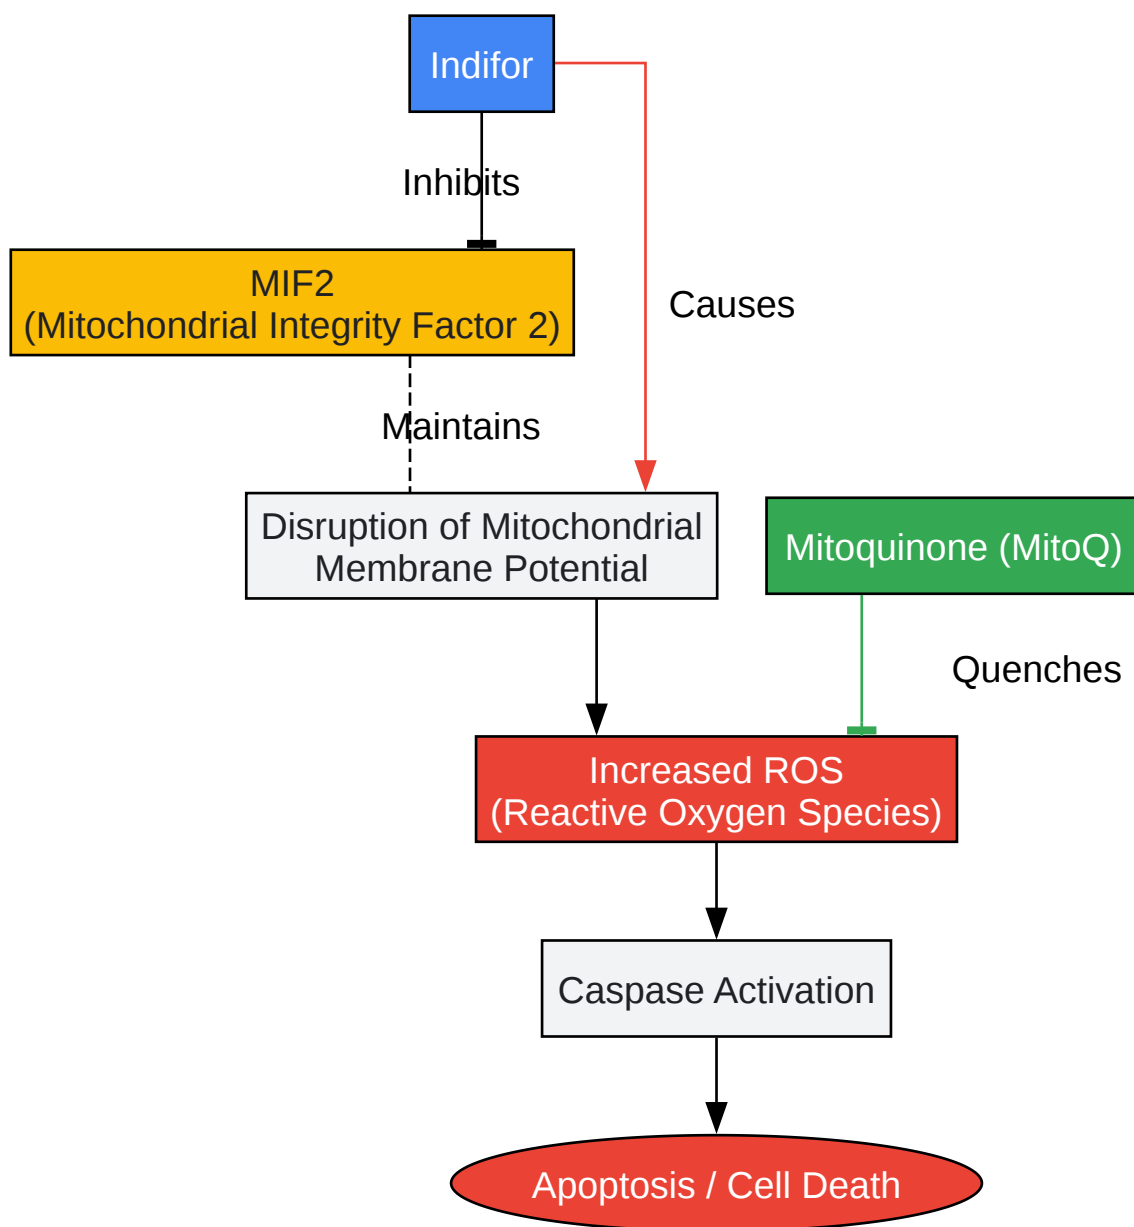 Indifor
Inhibits
MIF2
(Mitochondrial Integrity Factor 2)
Causes
Maintains
Disruption of Mitochondrial
Membrane Potential
Mitoquinone (MitoQ)
Quenches
Increased ROS
(Reactive Oxygen Species)
Caspase Activation
Apoptosis / Cell Death